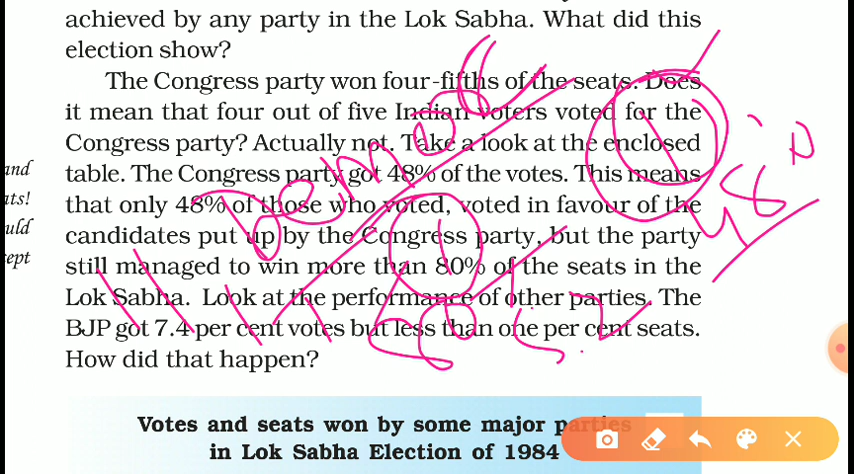 achieved by any party in the Lok Sabha. What did this
election show?
The Congress party won four-fifths of the seats. Does
it mean that four out of five Indian voters voted for the
Congress party? Actually not. Take a look at the enclosed
and table. The Congress party got 48% of the votes. This means
ats! that only 48% of those who voted, voted in favour of the
uld candidates put up by the Congress party, but the party
cept still managed to win more than 80% of the seats in the
Lok Sabha. Look at the performance of other parties. The
BJP got 7.4 per cent votes but less than one per cent seats.
How did that happen?
Votes and seats won by some major parties
in Lok Sabha Election of 1984